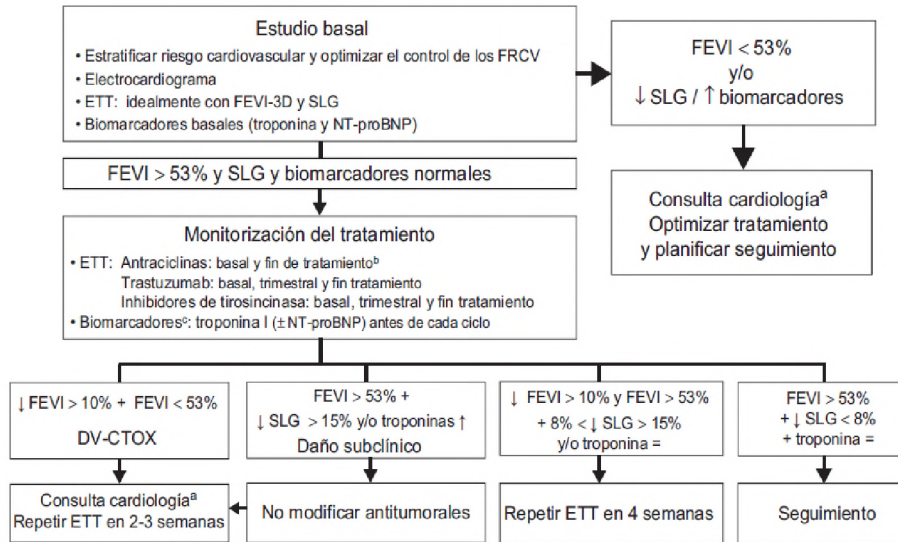 Estudio basal
• Estratificar riesgo cardiovascular y optimizar el control de los FRCV
• Electrocardiograma
• ETT: idealmente con FEVI-3D y SLG
• Biomarcadores basales (troponina y NT-proBNP)
FEVI < 53%
y/o
↓ SLG / ↑ biomarcadores
FEVI > 53% y SLG y biomarcadores normales
Consulta cardiologíaᵃ
Optimizar tratamiento
y planificar seguimiento
Monitorización del tratamiento
• ETT: Antraciclinas: basal y fin de tratamientoᵇ
Trastuzumab: basal, trimestral y fin tratamiento
Inhibidores de tirosincinasa: basal, trimestral y fin tratamiento
• Biomarcadoresᶜ: troponina I (±NT-proBNP) antes de cada ciclo
↓ FEVI > 10% + FEVI < 53%
DV-CTOX
FEVI > 53% +
↓ SLG > 15% y/o troponinas ↑
Daño subclínico
↓ FEVI > 10% y FEVI > 53%
+ 8% < ↓ SLG > 15%
y/o troponina =
FEVI > 53%
+ ↓ SLG < 8%
+ troponina =
Consulta cardiologíaᵃ
Repetir ETT en 2-3 semanas
No modificar antitumorales
Repetir ETT en 4 semanas
Seguimiento